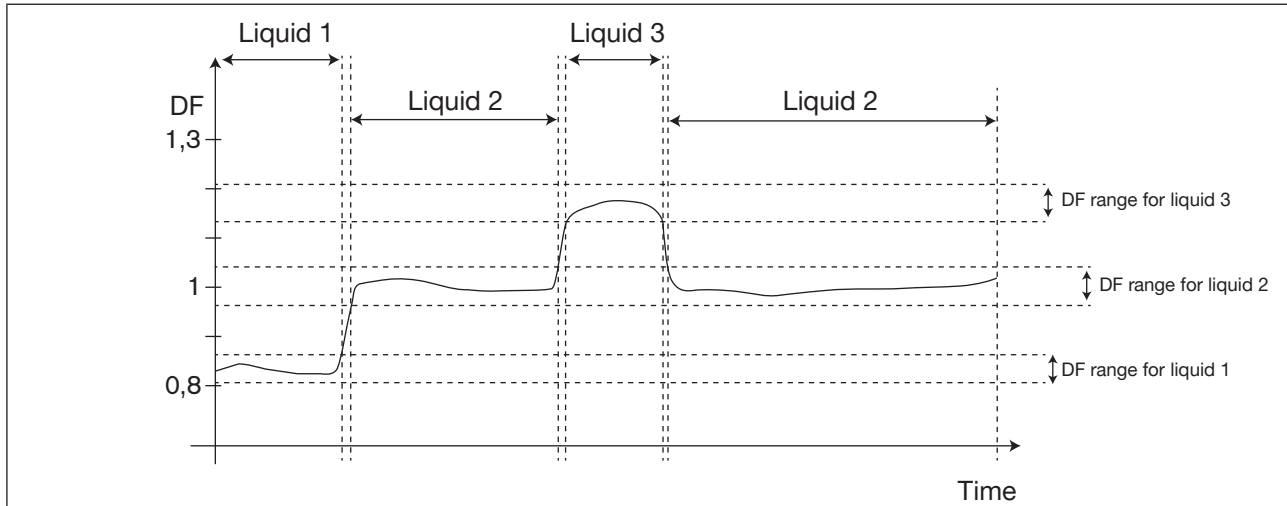 Liquid 1
Liquid 3
DF
Liquid 2
Liquid 2
1,3
DF range for liquid 3
1
DF range for liquid 2
DF range for liquid 1
0,8
Time